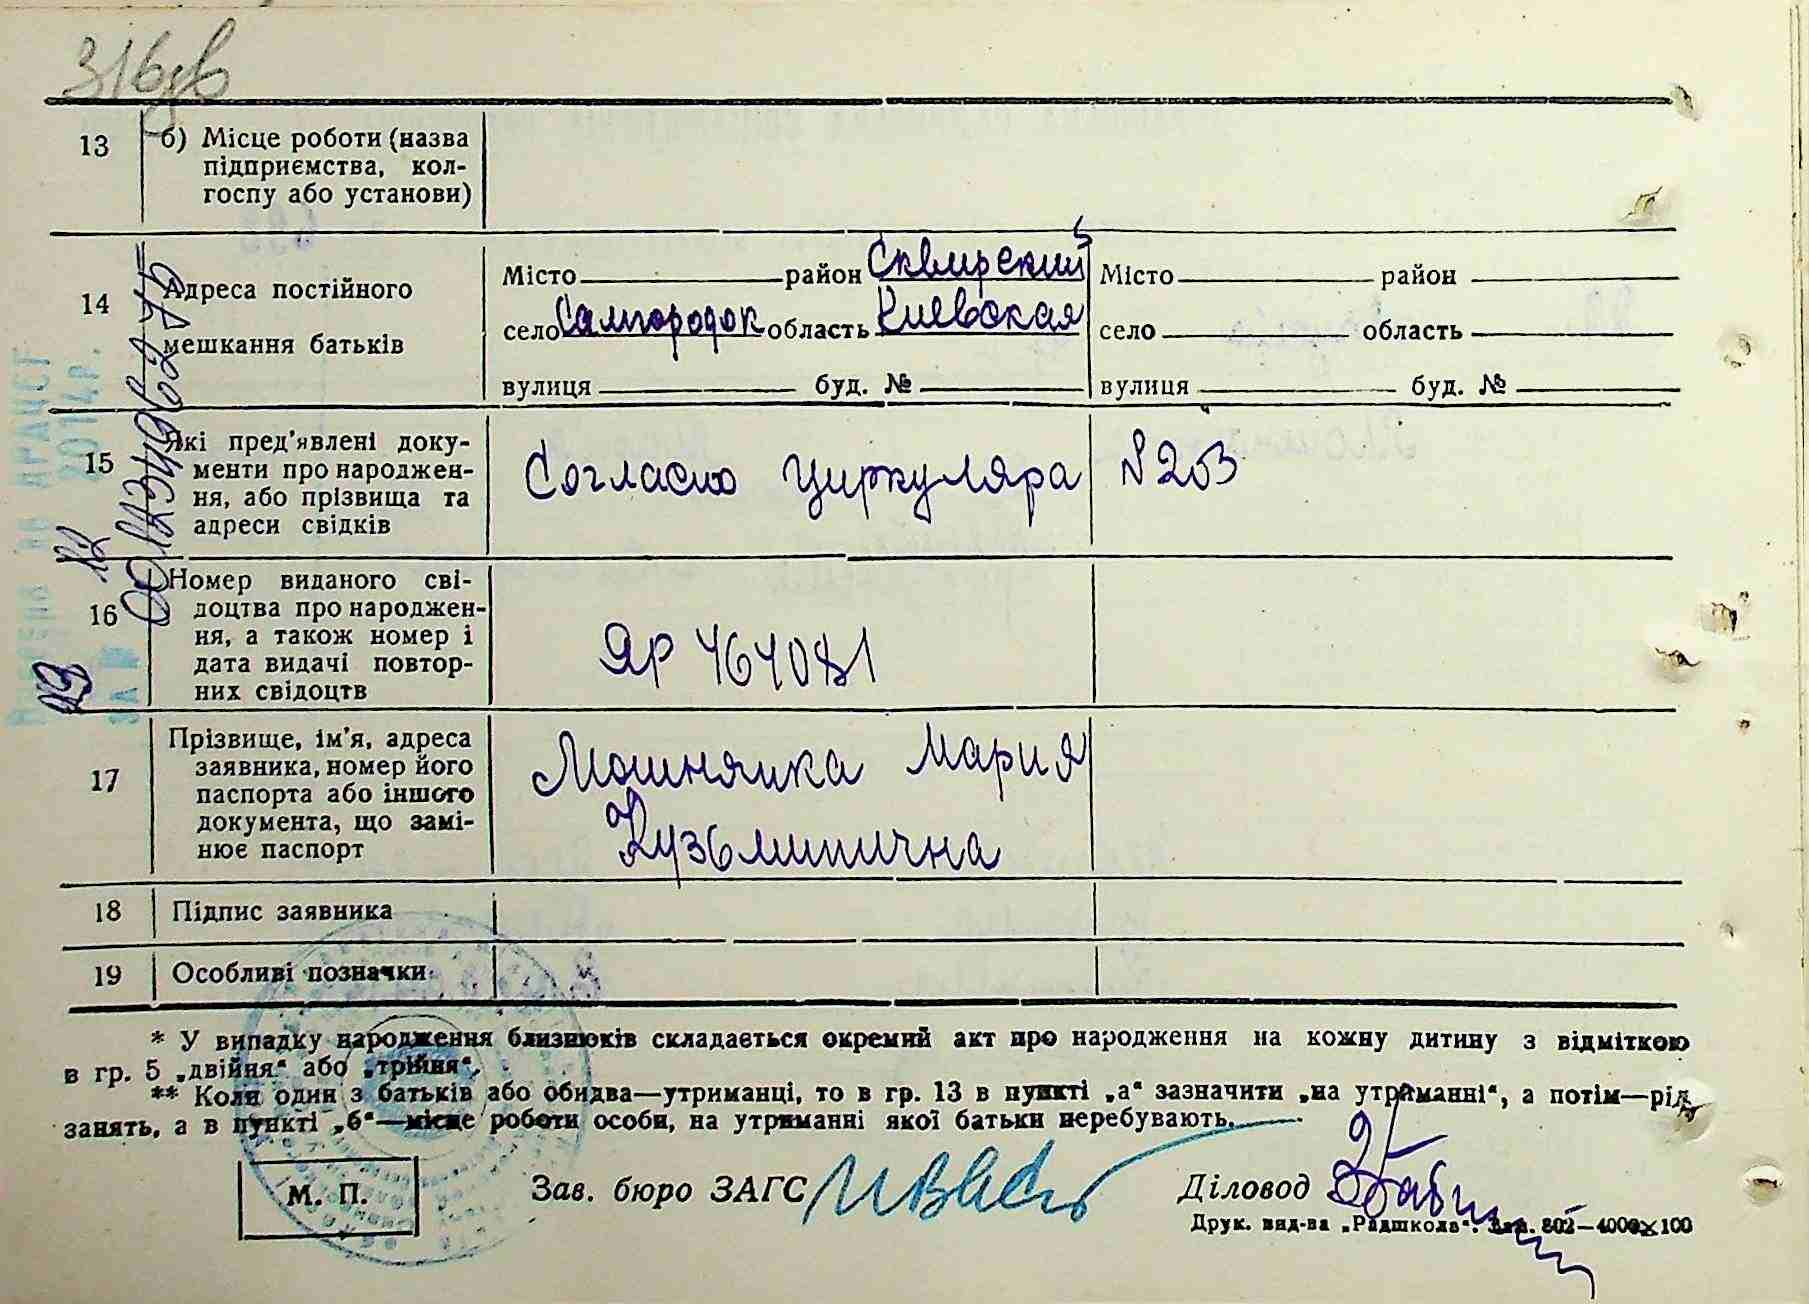 13
б) Місце роботи (назва
підприємства, кол-
госпу або установи)
14
Адреса постійного
мешкання батьків
Місто район Сквирский
село Самгородок область Киевская
вулиця буд. №
Місто район
село область
вулиця буд. №
15
Які пред'явлені доку-
менти про народжен-
ня, або прізвища та
адреси свідків
Согласно циркуляра №203
16
Номер виданого сві-
доцтва про народжен-
ня, а також номер і
дата видачі повтор-
них свідоцтв
ЯР 464081
17
Прізвище, ім'я, адреса
заявника, номер його
паспорта або іншого
документа, що замі-
нює паспорт
Мошняшка Мария
Кузьминична
18
Підпис заявника
19
Особливі позначки
* У випадку народження близнюків складається окремий акт про народження на кожну дитину з відміткою
в гр. 5 „двійня“ або „трійня“.
** Коли один з батьків або обидва—утриманці, то в гр. 13 в пункті „а“ зазначити „на утриманні“, а потім—рід
занять, а в пункті „б“—місце роботи особи, на утриманні якої батьки перебувають.
М. П.
Зав. бюро ЗАГС
Діловод
Друк. вид-ва „Радшкола“. Зам. 802—4000×100